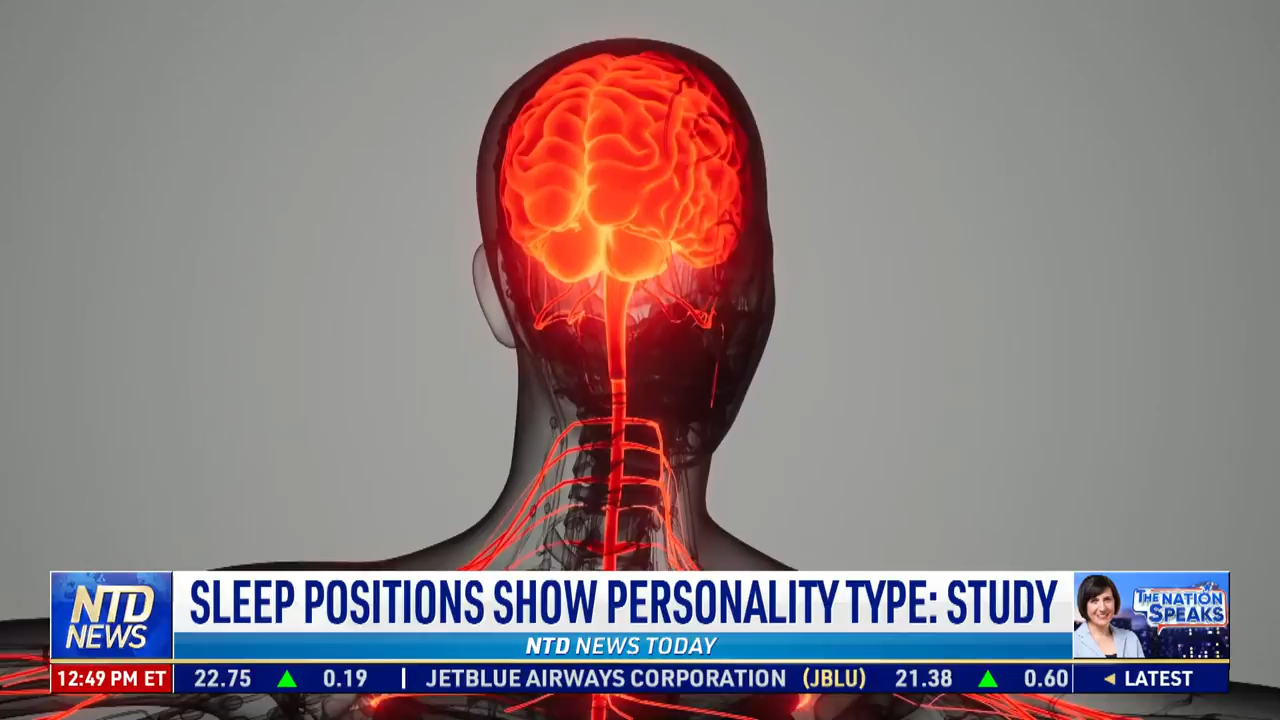 NTD
NEWS
SLEEP POSITIONS SHOW PERSONALITY TYPE: STUDY
NTD NEWS TODAY
THE NATION
SPEAKS
12:49 PM ET
22.75 ▲ 0.19 | JETBLUE AIRWAYS CORPORATION (JBLU) 21.38 ▲ 0.60
◄ LATEST